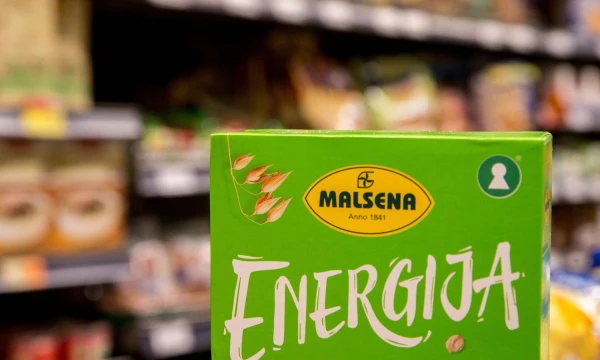 MALSENA
Anno 1841
ENERGIJA